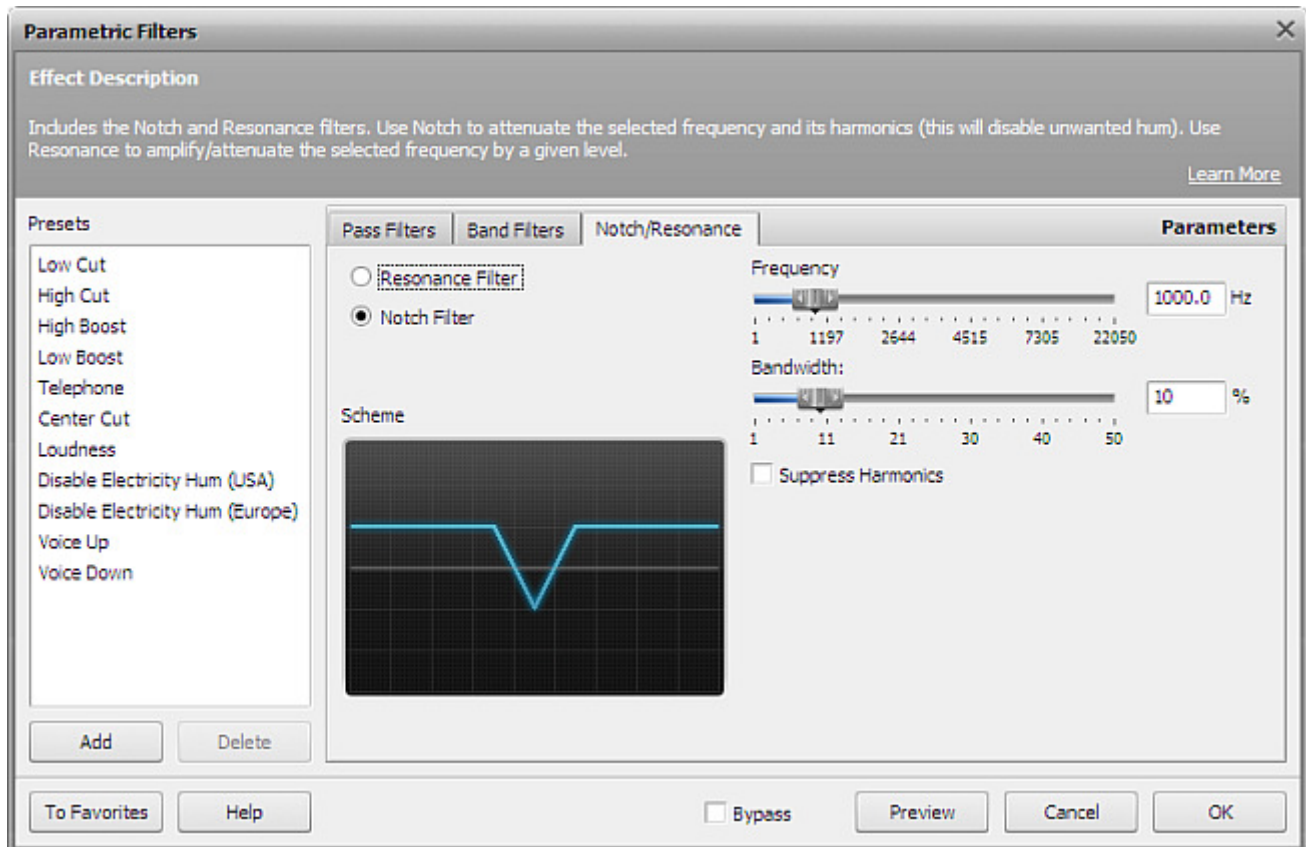 Parametric Filters
Effect Description
Includes the Notch and Resonance filters. Use Notch to attenuate the selected frequency and its harmonics (this will disable unwanted hum). Use
Resonance to amplify/attenuate the selected frequency by a given level.
Learn More
Presets
Low Cut
High Cut
High Boost
Low Boost
Telephone
Center Cut
Loudness
Disable Electricity Hum (USA)
Disable Electricity Hum (Europe)
Voice Up
Voice Down
Add Delete
Pass Filters Band Filters Notch/Resonance Parameters
Resonance Filter
Notch Filter
Scheme
Frequency
1000.0 Hz
1 1197 2644 4515 7305 22050
Bandwidth:
10 %
1 11 21 30 40 50
Suppress Harmonics
To Favorites Help Bypass Preview Cancel OK